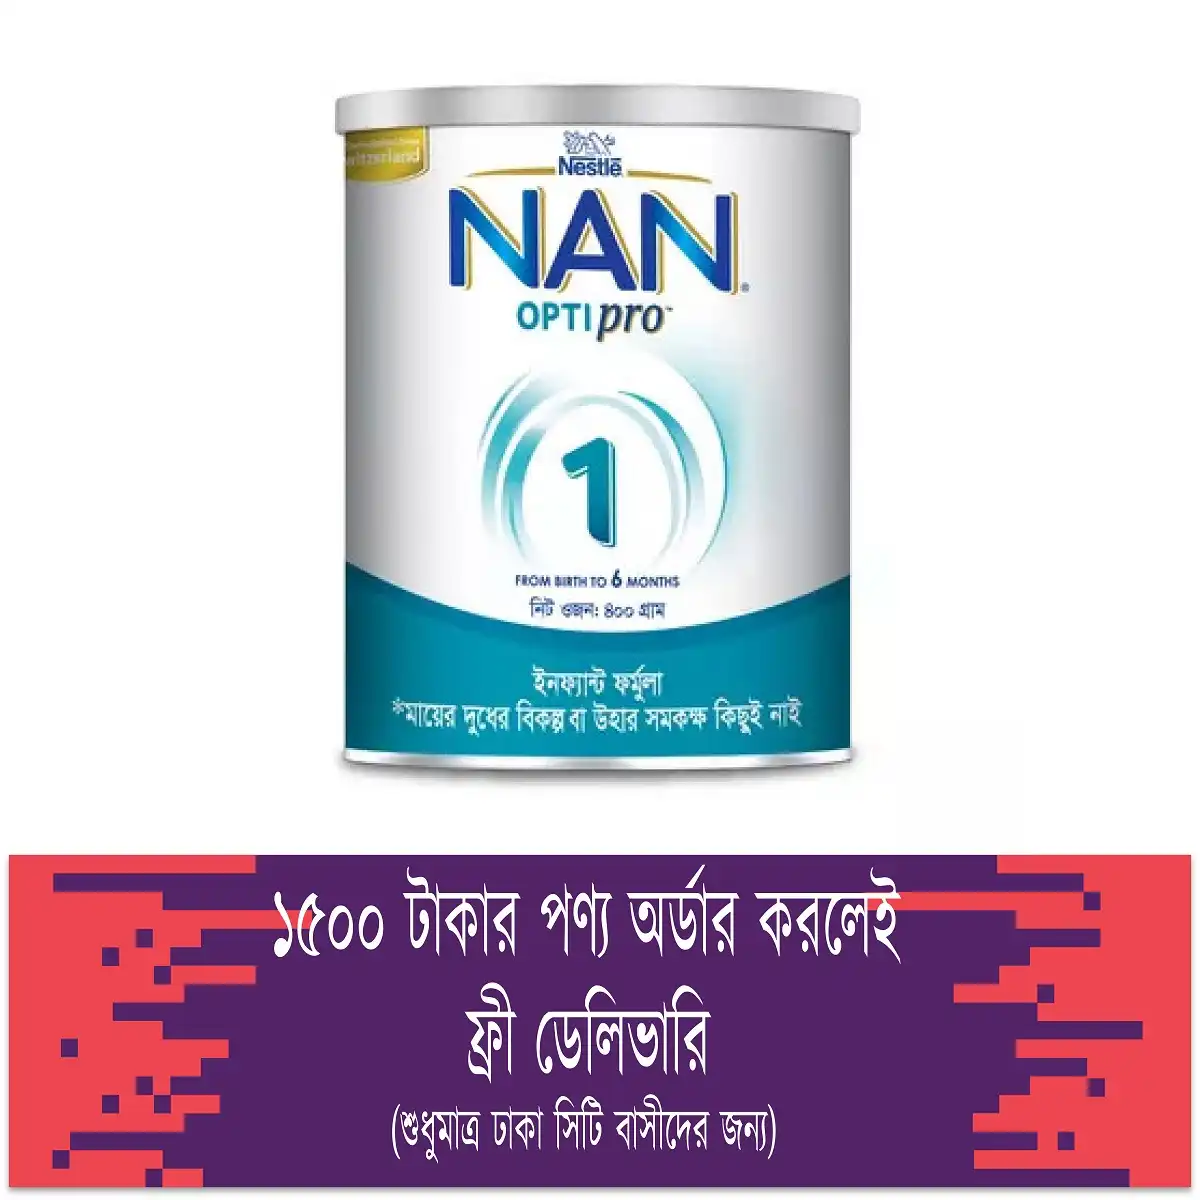 Switzerland
Nestlé
NAN®
OPTIpro™
1
FROM BIRTH TO 6 MONTHS
নিট ওজন: ৪০০ গ্রাম
ইনফ্যান্ট ফর্মুলা
*মায়ের দুধের বিকল্প বা উহার সমকক্ষ কিছুই নাই
১৫০০ টাকার পণ্য অর্ডার করলেই
ফ্রী ডেলিভারি
(শুধুমাত্র ঢাকা সিটি বাসীদের জন্য)